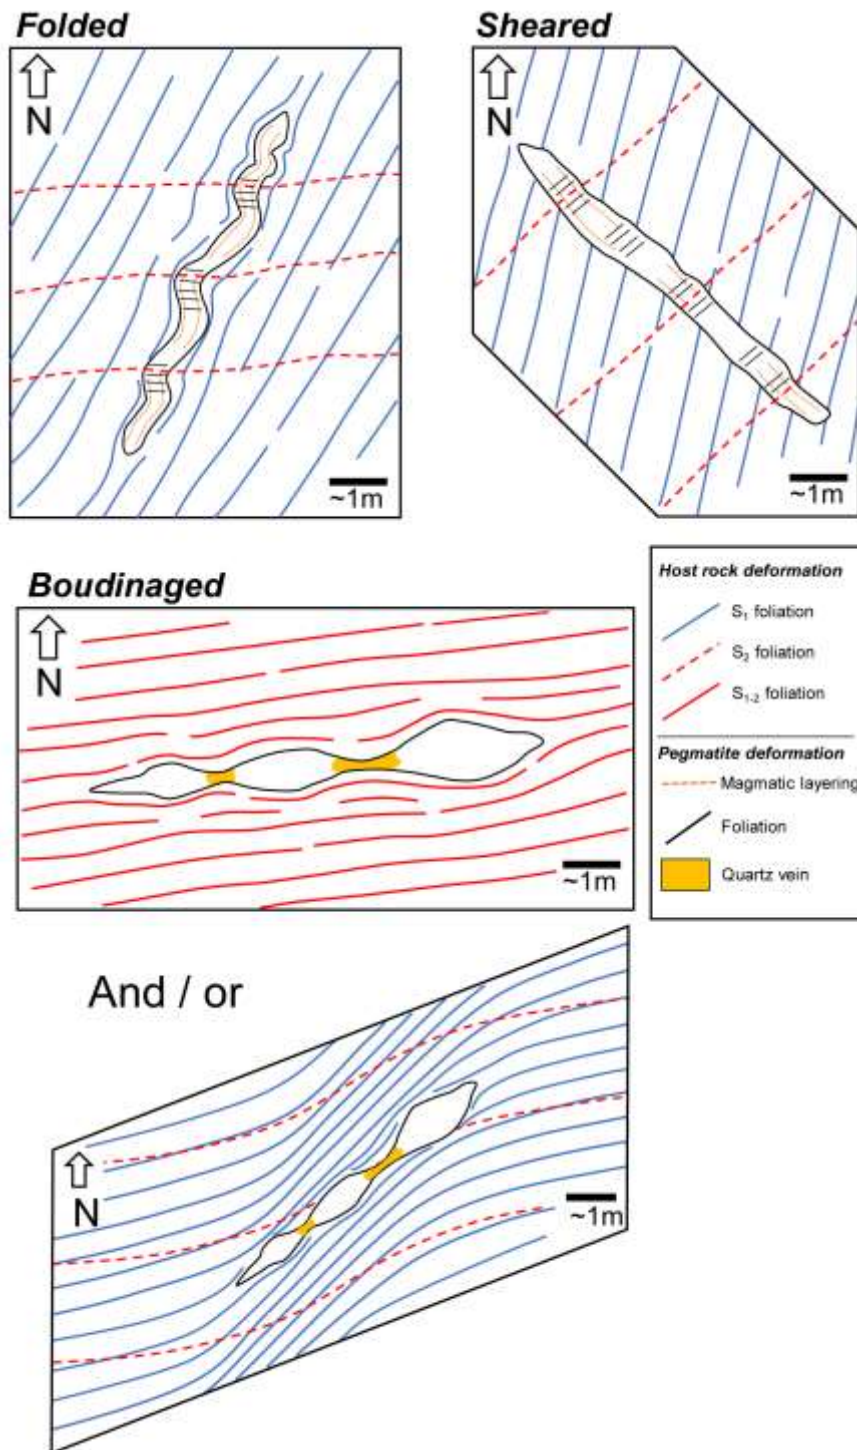 Folded
Sheared
N
N
~1m
~1m
Boudinaged
N
~1m
Host rock deformation
S₁ foliation
S₂ foliation
S₁₋₂ foliation
Pegmatite deformation
Magmatic layering
Foliation
Quartz vein
And / or
N
~1m